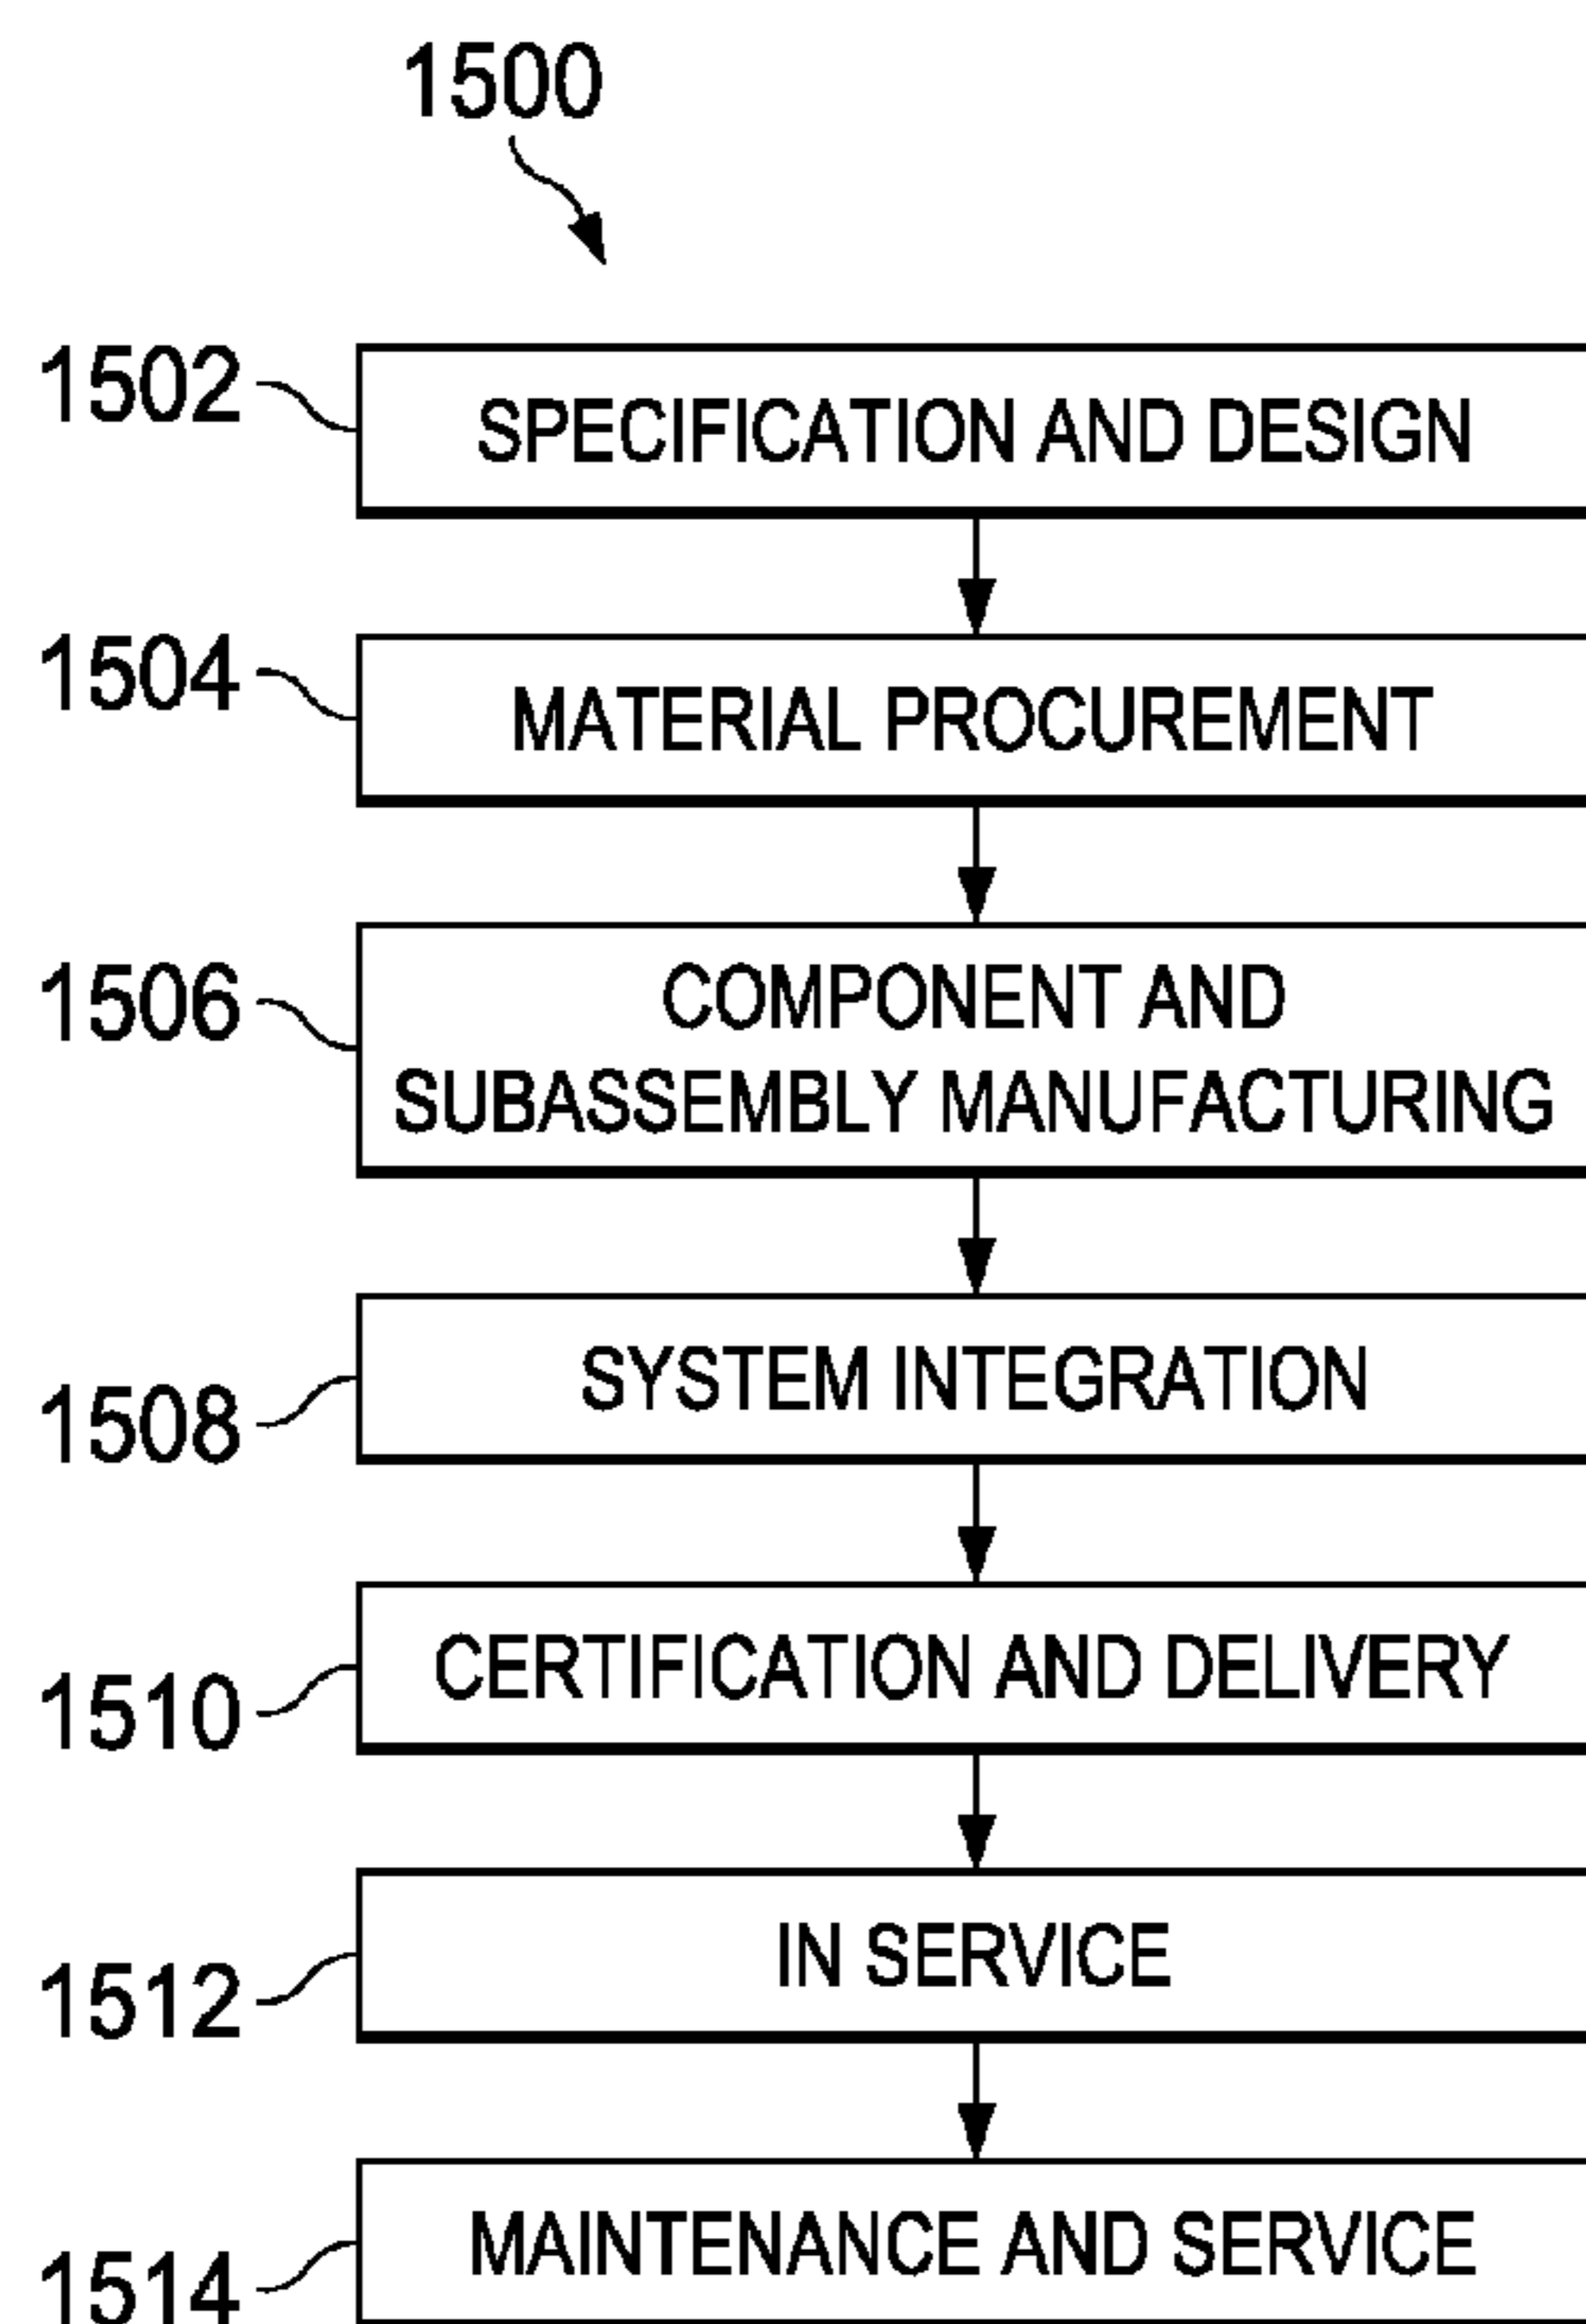 1500
1502
SPECIFICATION AND DESIGN
1504
MATERIAL PROCUREMENT
1506
COMPONENT AND
SUBASSEMBLY MANUFACTURING
1508
SYSTEM INTEGRATION
1510
CERTIFICATION AND DELIVERY
1512
IN SERVICE
1514
MAINTENANCE AND SERVICE